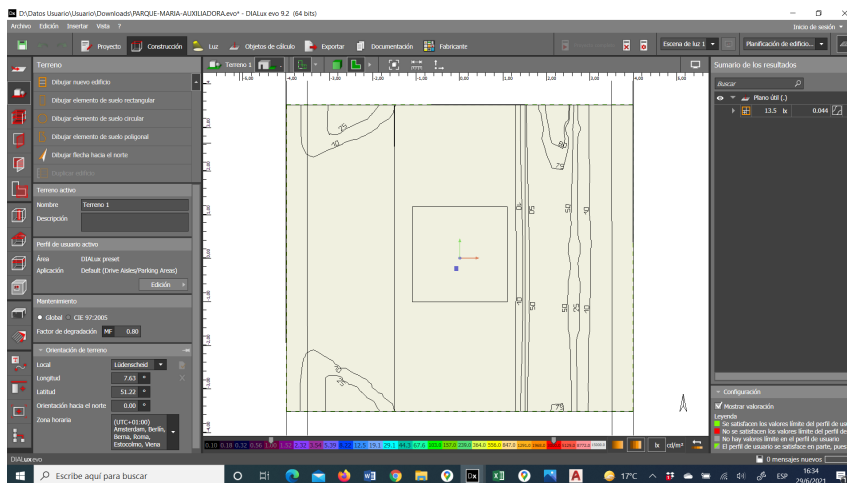 D:\Datos Usuario\Usuario\Downloads\PARQUE-MARIA-AUXILIADORA.evo* - DIALux evo 9.2 (64 bits)
Archivo Edición Insertar Vista ?
Inicio de sesión
Proyecto Construcción Luz Objetos de cálculo Exportar Documentación Fabricante
Escena de luz 1 Planificación de edificio...
Terreno
Terreno 1
Sumario de los resultados
Dibujar nuevo edificio
Buscar
Dibujar elemento de suelo rectangular
Plano útil (.)
13.5 lx 0.044
Dibujar elemento de suelo circular
Dibujar elemento de suelo poligonal
Dibujar flecha hacia el norte
Duplicar edificio
Terreno activo
Nombre Terreno 1
Descripción
Perfil de usuario activo
Área DIALux preset
Aplicación Default (Drive Aisles/Parking Areas)
Edición
Mantenimiento
Global CIE 97:2005
Factor de degradación MF 0.80
Orientación de terreno
Local Lüdenscheid
Longitud 7.63 °
Latitud 51.22 °
Orientación hacia el norte 0.00 °
Zona horaria (UTC+01:00)
Amsterdam, Berlín,
Berna, Roma,
Estocolmo, Viena
Configuración
Mostrar valoración
Leyenda
Se satisfacen los valores límite del perfil de us
No se satisfacen los valores límite del perfil de
No hay valores límite en el perfil de usuario
El perfil de usuario se satisface en parte, pues
lx cd/m²
DIALux evo
0 mensajes nuevos
Escribe aquí para buscar
17°C
ESP
16:34
29/6/2021